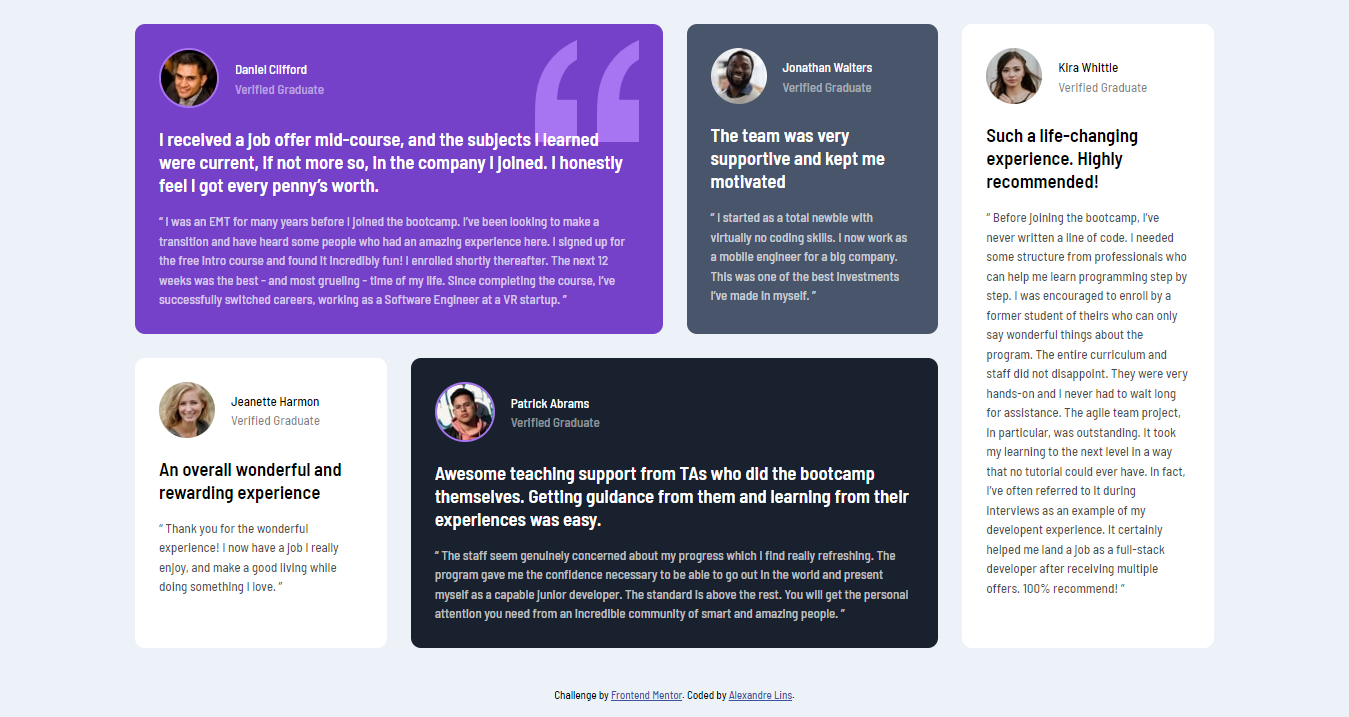 Daniel Clifford
Verified Graduate
I received a job offer mid-course, and the subjects I learned
were current, if not more so, in the company I joined. I honestly
feel I got every penny’s worth.
“ I was an EMT for many years before I joined the bootcamp. I’ve been looking to make a
transition and have heard some people who had an amazing experience here. I signed up for
the free intro course and found it incredibly fun! I enrolled shortly thereafter. The next 12
weeks was the best - and most grueling - time of my life. Since completing the course, I’ve
successfully switched careers, working as a Software Engineer at a VR startup. ”
Jonathan Walters
Verified Graduate
The team was very
supportive and kept me
motivated
“ I started as a total newbie with
virtually no coding skills. I now work as
a mobile engineer for a big company.
This was one of the best investments
I’ve made in myself. ”
Kira Whittle
Verified Graduate
Such a life-changing
experience. Highly
recommended!
“ Before joining the bootcamp, I’ve
never written a line of code. I needed
some structure from professionals who
can help me learn programming step by
step. I was encouraged to enroll by a
former student of theirs who can only
say wonderful things about the
program. The entire curriculum and
staff did not disappoint. They were very
hands-on and I never had to wait long
for assistance. The agile team project,
in particular, was outstanding. It took
my learning to the next level in a way
that no tutorial could ever have. In fact,
I’ve often referred to it during
interviews as an example of my
developent experience. It certainly
helped me land a job as a full-stack
developer after receiving multiple
offers. 100% recommend! ”
Jeanette Harmon
Verified Graduate
An overall wonderful and
rewarding experience
“ Thank you for the wonderful
experience! I now have a job I really
enjoy, and make a good living while
doing something I love. ”
Patrick Abrams
Verified Graduate
Awesome teaching support from TAs who did the bootcamp
themselves. Getting guidance from them and learning from their
experiences was easy.
“ The staff seem genuinely concerned about my progress which I find really refreshing. The
program gave me the confidence necessary to be able to go out in the world and present
myself as a capable junior developer. The standard is above the rest. You will get the personal
attention you need from an incredible community of smart and amazing people. ”
Challenge by Frontend Mentor. Coded by Alexandre Lins.